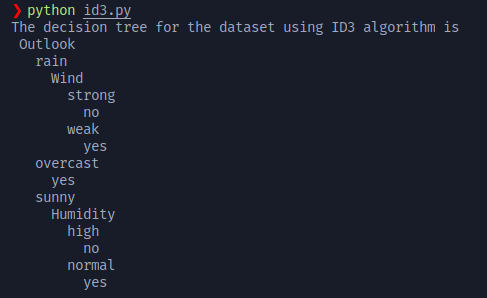 ❯ python id3.py
The decision tree for the dataset using ID3 algorithm is
 Outlook
   rain
     Wind
       strong
         no
       weak
         yes
   overcast
     yes
   sunny
     Humidity
       high
         no
       normal
         yes